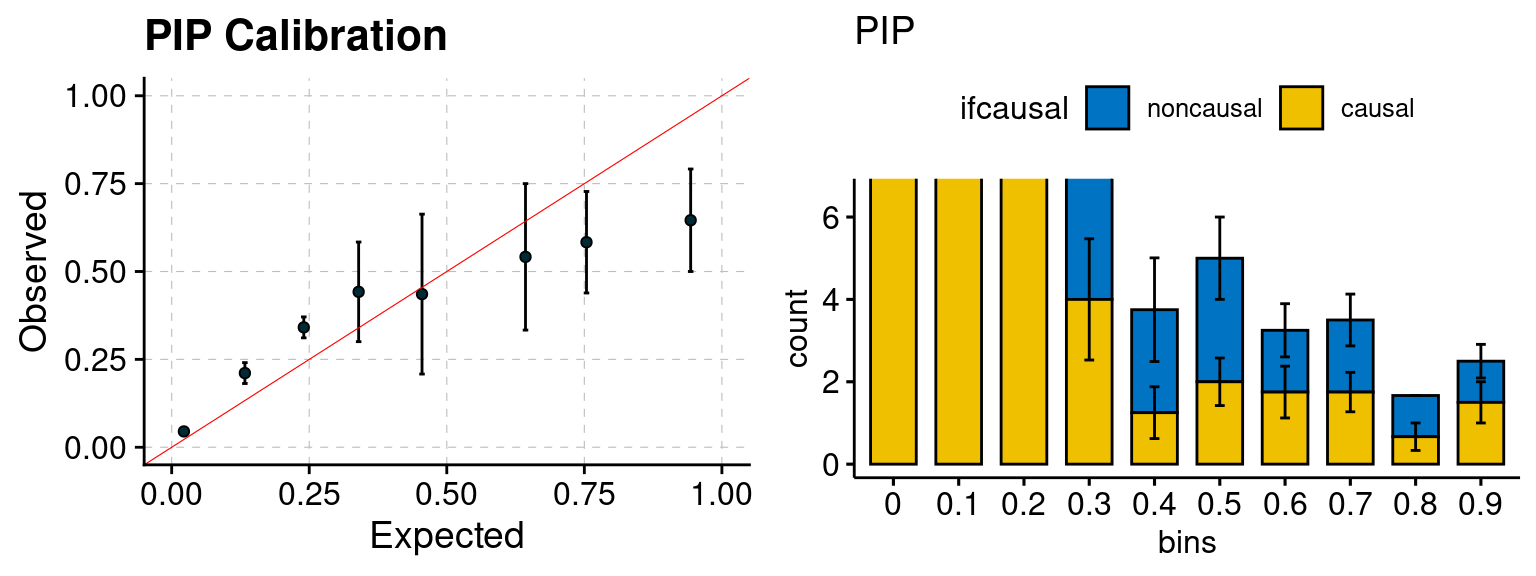 PIP Calibration
Observed
1.00
0.75
0.50
0.25
0.00
0.00 0.25 0.50 0.75 1.00
Expected
PIP
ifcausal noncausal causal
count
6
4
2
0
0 0.1 0.2 0.3 0.4 0.5 0.6 0.7 0.8 0.9
bins